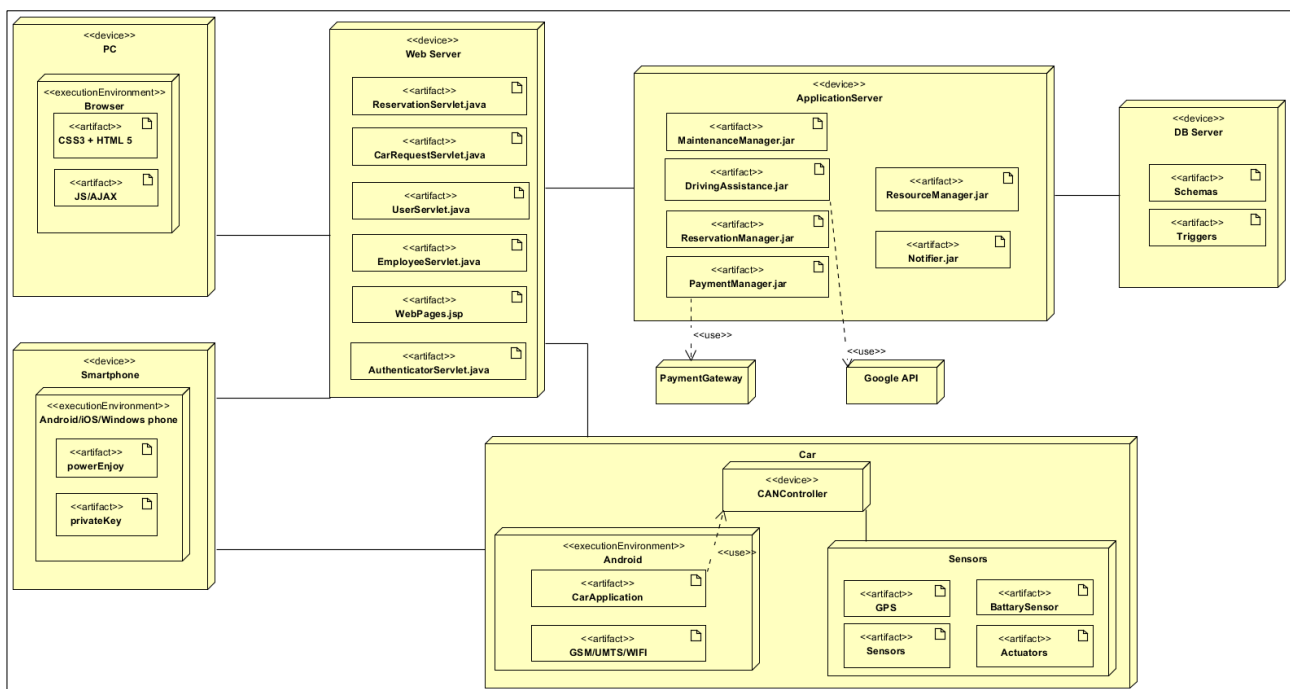 <<device>>
PC
<<executionEnvironment>>
Browser
<<artifact>>
CSS3 + HTML 5
<<artifact>>
JS/AJAX
<<device>>
Web Server
<<artifact>>
ReservationServlet.java
<<artifact>>
CarRequestServlet.java
<<artifact>>
UserServlet.java
<<artifact>>
EmployeeServlet.java
<<artifact>>
WebPages.jsp
<<artifact>>
AuthenticatorServlet.java
<<device>>
ApplicationServer
<<artifact>>
MaintenanceManager.jar
<<artifact>>
DrivingAssistance.jar
<<artifact>>
ReservationManager.jar
<<artifact>>
PaymentManager.jar
<<artifact>>
ResourceManager.jar
<<artifact>>
Notifier.jar
<<device>>
DB Server
<<artifact>>
Schemas
<<artifact>>
Triggers
<<use>>
<<use>>
PaymentGateway
Google API
<<device>>
Smartphone
<<executionEnvironment>>
Android/iOS/Windows phone
<<artifact>>
powerEnjoy
<<artifact>>
privateKey
Car
<<device>>
CANController
<<executionEnvironment>>
Android
<<use>>
<<artifact>>
CarApplication
<<artifact>>
GSM/UMTS/WIFI
Sensors
<<artifact>>
GPS
<<artifact>>
BattarySensor
<<artifact>>
Sensors
<<artifact>>
Actuators